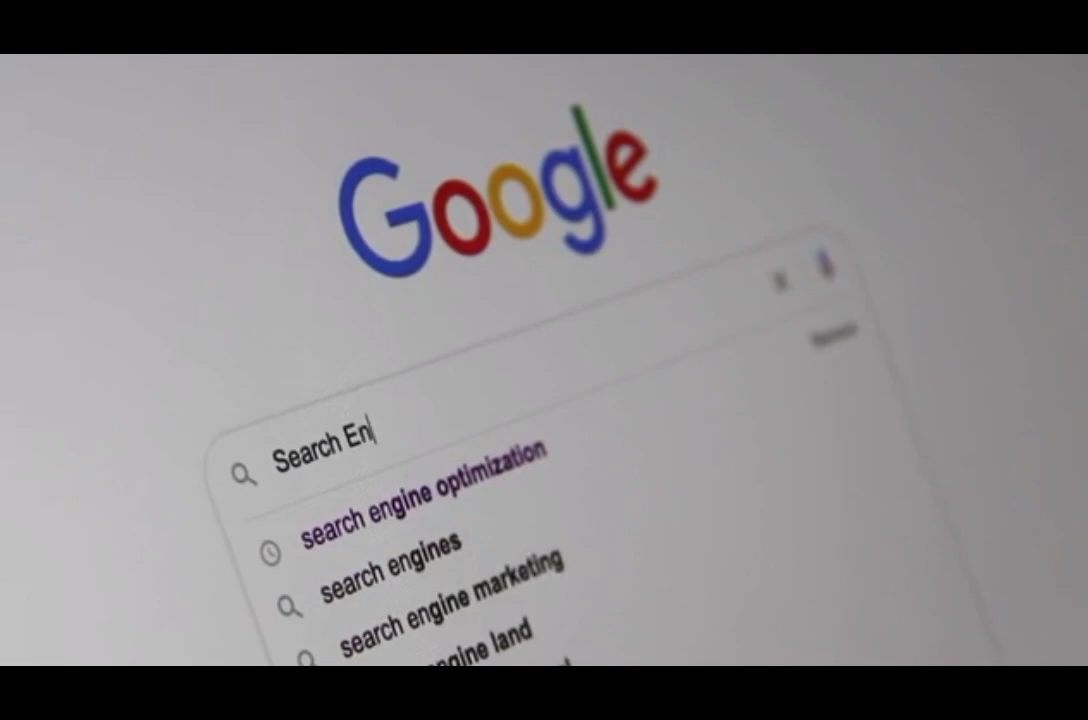 Google
Search En
search engine optimization
search engines
search engine marketing
engine land